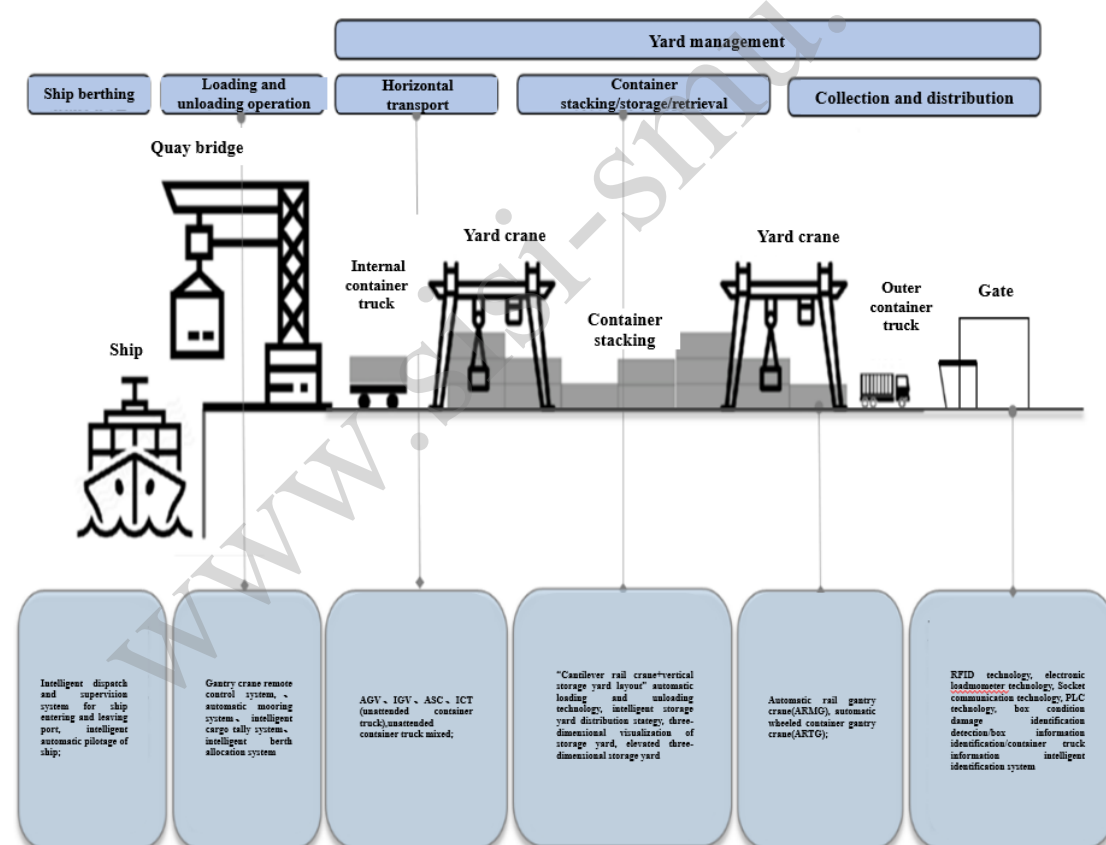 Yard management
Ship berthing
Loading and
unloading operation
Horizontal
transport
Container
stacking/storage/retrieval
Collection and distribution
Quay bridge
Yard crane
Yard crane
Internal
container
truck
Outer
container
truck
Gate
Container
stacking
Ship
www.sisi-smu.
Intelligent dispatch
and supervision
system for ship
entering and leaving
port, intelligent
automatic pilotage of
ship;
Gantry crane remote
control system, 、
automatic mooring
system、 intelligent
cargo tally system、
intelligent berth
allocation system
AGV、IGV、ASC、ICT
(unattended container
truck),unattended
container truck mixed;
"Cantilever rail crane+vertical
storage yard layout" automatic
loading and unloading
technology, intelligent storage
yard distribution stategy, three-
dimensional visualization of
storage yard, elevated three-
dimensional storage yard
Automatic rail gantry
crane(ARMG), automatic
wheeled container gantry
crane(ARTG);
RFID technology, electronic
loadmometer technology, Socket
communication technology, PLC
technology, box condition
damage identification
detection/box information
identification/container truck
information intelligent
identification system